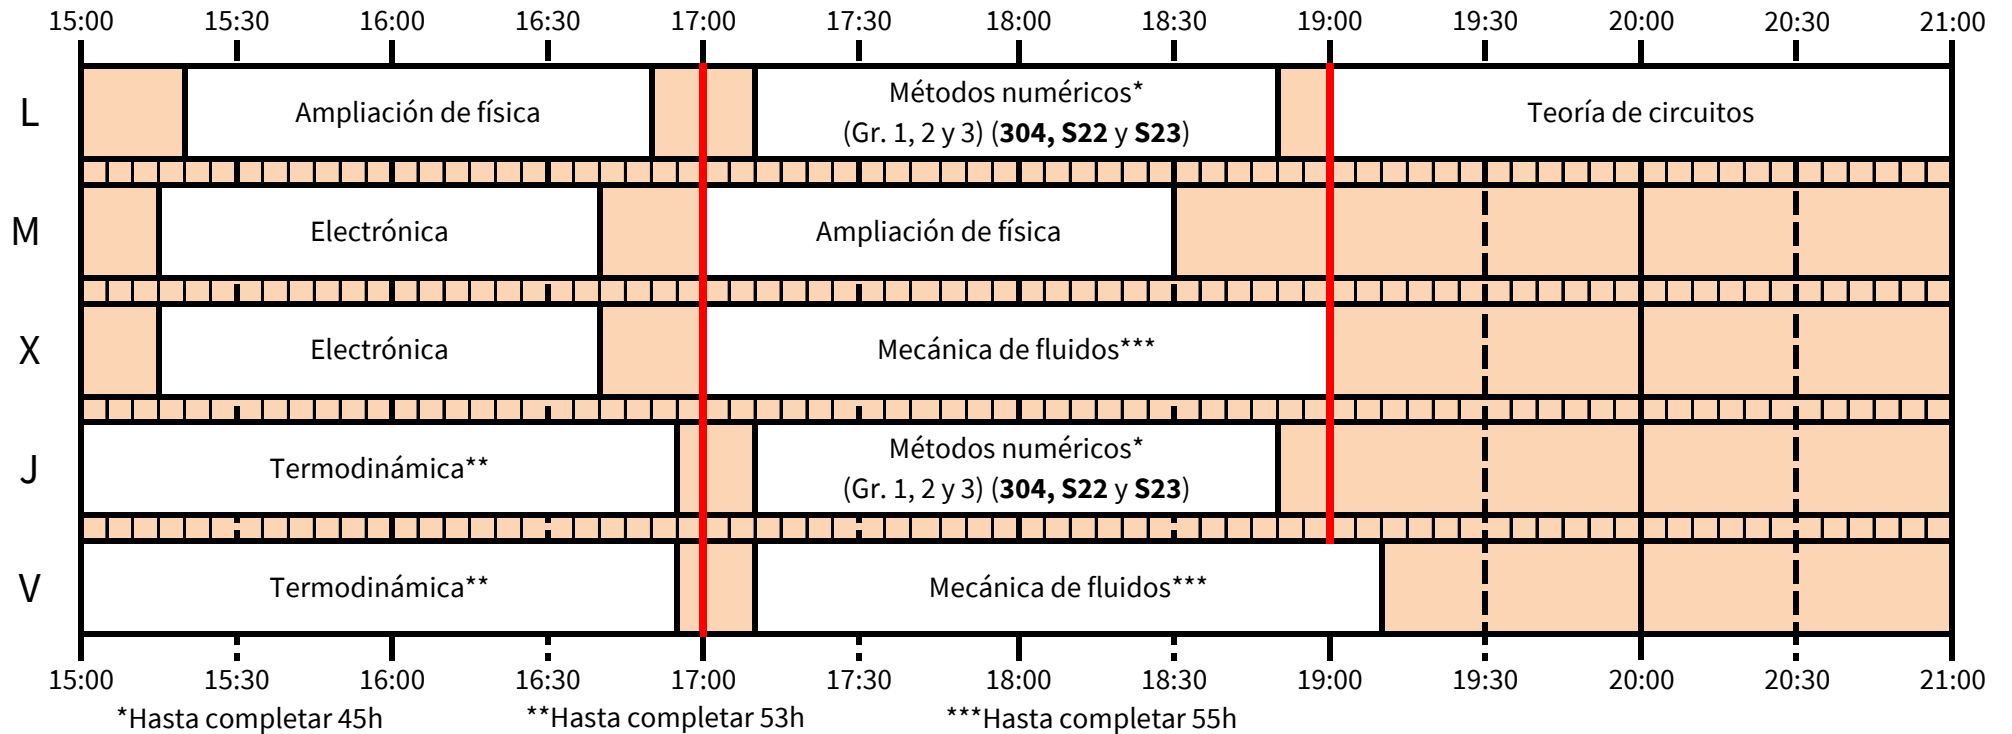 15:00 15:30 16:00 16:30 17:00 17:30 18:00 18:30 19:00 19:30 20:00 20:30 21:00
L
Ampliación de física
Métodos numéricos*
(Gr. 1, 2 y 3) (304, S22 y S23)
Teoría de circuitos
M
Electrónica
Ampliación de física
X
Electrónica
Mecánica de fluidos***
J
Termodinámica**
Métodos numéricos*
(Gr. 1, 2 y 3) (304, S22 y S23)
V
Termodinámica**
Mecánica de fluidos***
15:00 15:30 16:00 16:30 17:00 17:30 18:00 18:30 19:00 19:30 20:00 20:30 21:00
*Hasta completar 45h **Hasta completar 53h ***Hasta completar 55h